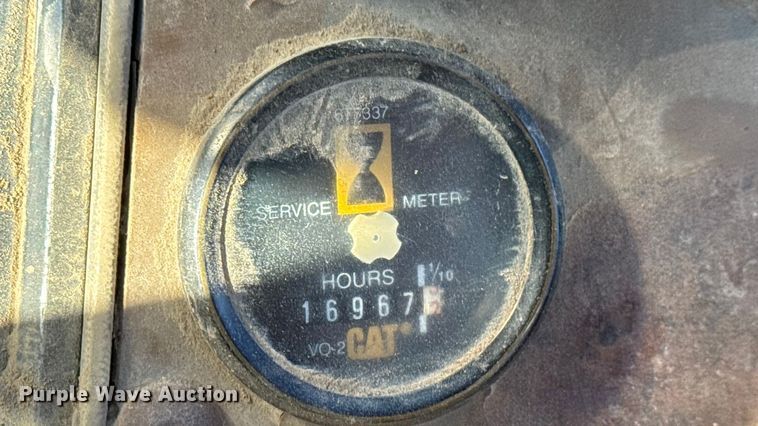 SERVICE METER
HOURS 1/10
16967
VO-2 CAT
Purple Wave Auction